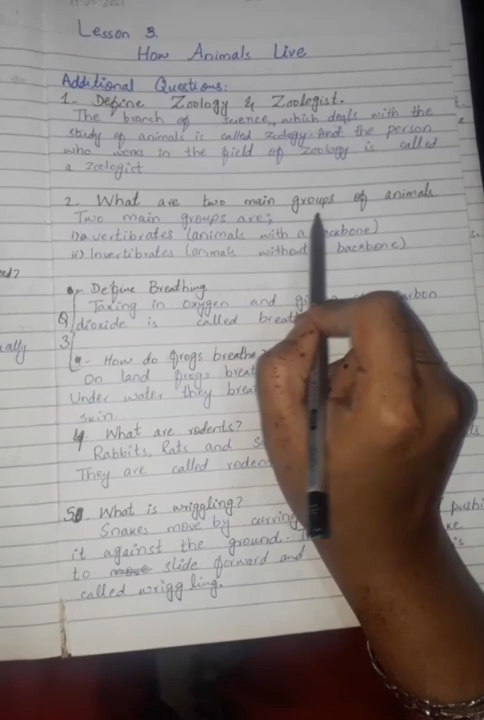 Lesson 3.
How Animals Live
Additional Questions:
1. Define Zoology & Zoologist.
The branch of science, which deals with the
study of animals is called zoology. And the person
who works in the field of zoology is called
a zoologist
2. What are two main groups of animals
Two main groups are;
i) vertibrates (animals with a backbone)
ii) Invertibrates (animals without backbone)
Define Breathing
Taking in oxygen and carbon
Q dioxide is called
3
How do frogs breathe
On land frogs
Under water they
skin.
4. What are rodents?
Rabbits, Rats and
They are called
5. What is wriggling?
Snakes move by curving
it against the ground.
to slide forward and is
called wriggling.